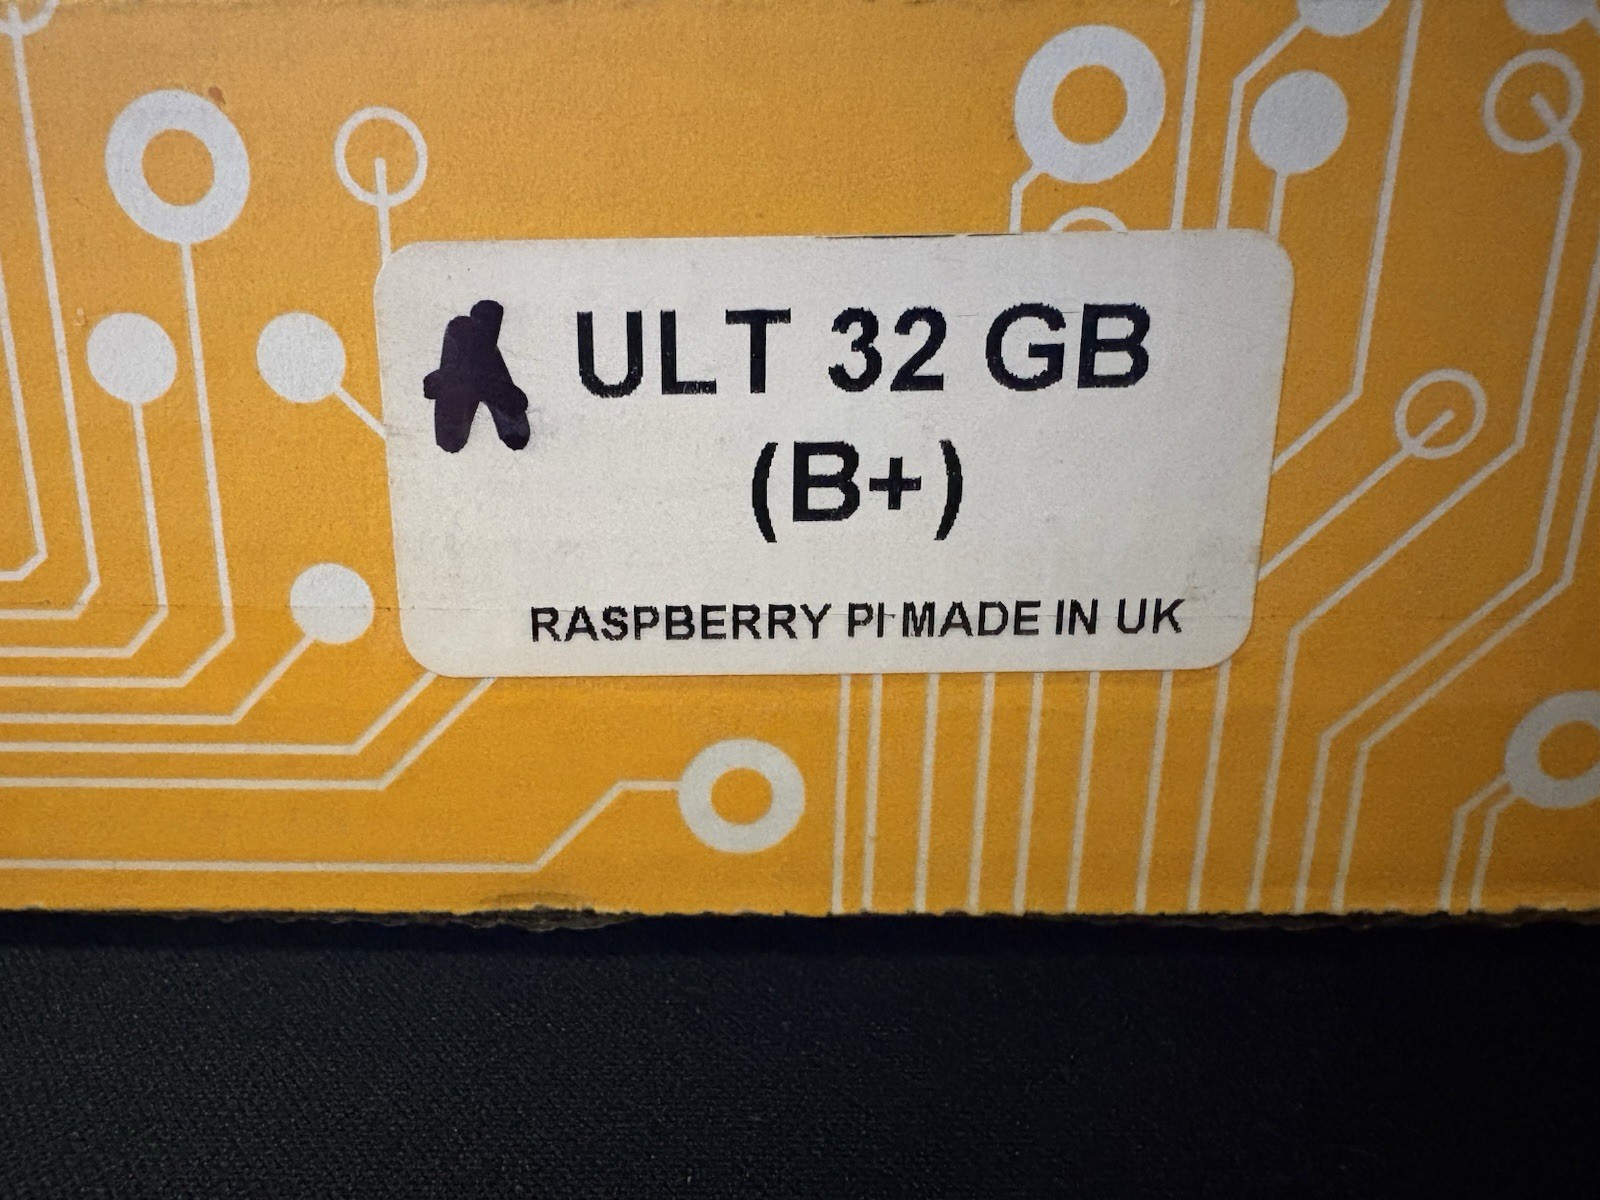 A ULT 32 GB
(B+)
RASPBERRY PI-MADE IN UK